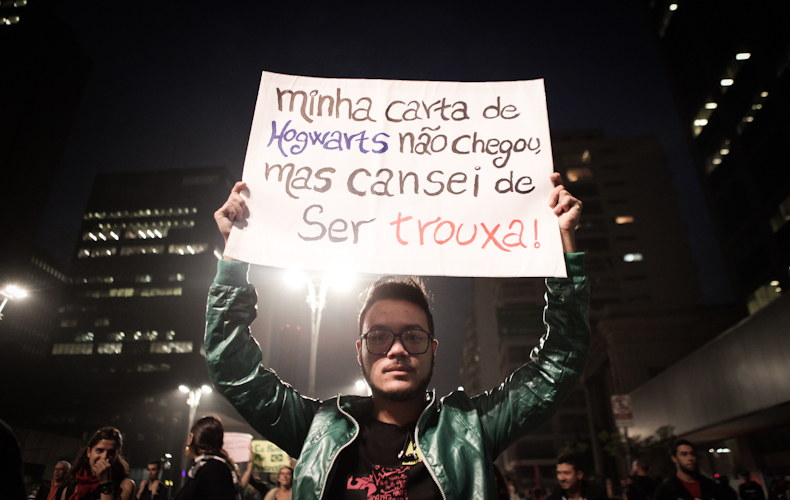 minha carta de
Hogwarts não chegou,
mas cansei de
Ser trouxa!